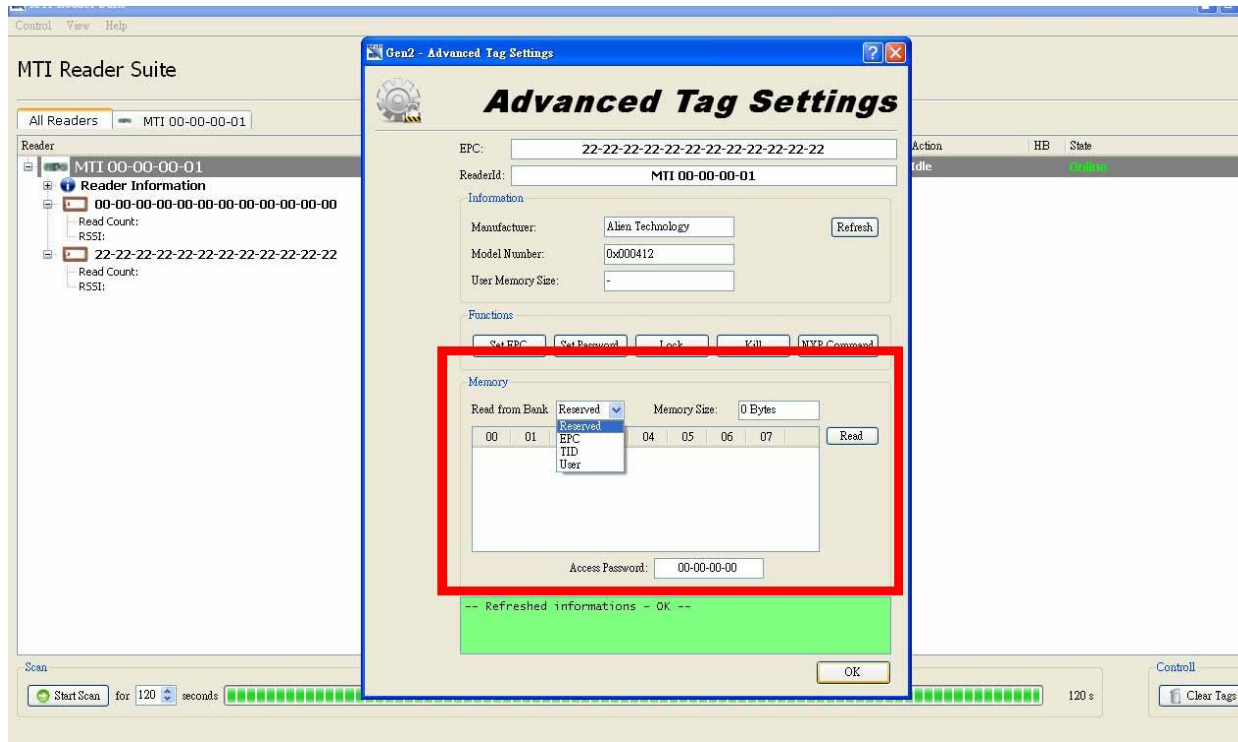 MTI Reader Suite
Control View Help
MTI Reader Suite
All Readers MTI 00-00-00-01
Reader Action HB State
MTI 00-00-00-01 Idle Online
Reader Information
00-00-00-00-00-00-00-00-00-00-00-00
Read Count:
RSSI:
22-22-22-22-22-22-22-22-22-22-22-22
Read Count:
RSSI:
Gen2 - Advanced Tag Settings
Advanced Tag Settings
EPC: 22-22-22-22-22-22-22-22-22-22-22-22
ReaderId: MTI 00-00-00-01
Information
Manufacturer: Alien Technology Refresh
Model Number: 0x000412
User Memory Size: -
Functions
Set EPC Set Password Lock Kill NXP Command
Memory
Read from Bank Reserved Memory Size: 0 Bytes
Reserved
EPC
TID
User
00 01 04 05 06 07 Read
Access Password: 00-00-00-00
-- Refreshed informations - OK --
OK
Scan
Start Scan for 120 seconds 120 s
Controll
Clear Tags